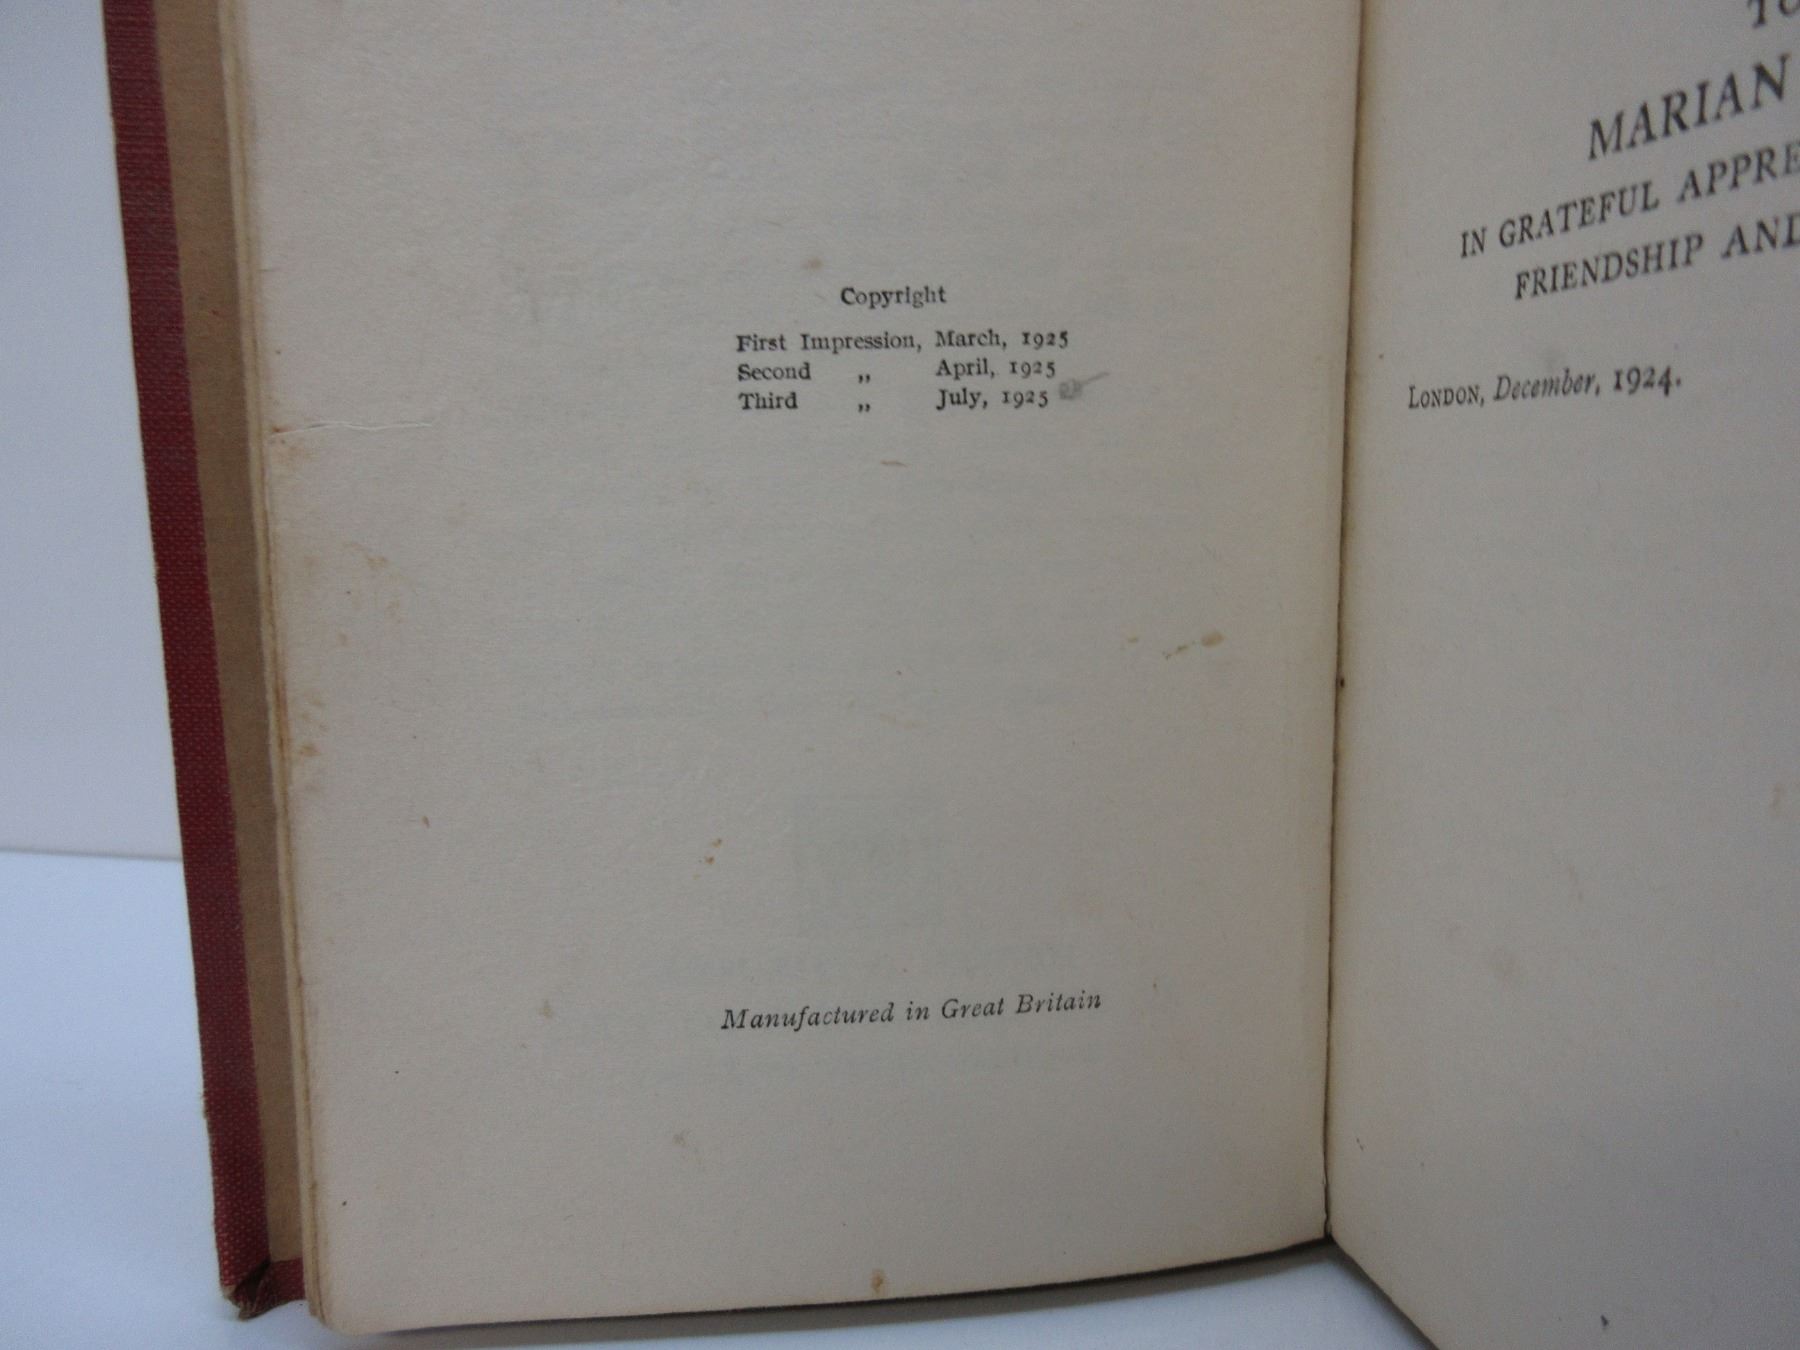 Copyright
First Impression, March, 1925
Second „ April, 1925
Third „ July, 1925
Manufactured in Great Britain
TO
MARIAN
IN GRATEFUL APPRE
FRIENDSHIP AND
LONDON, December, 1924.